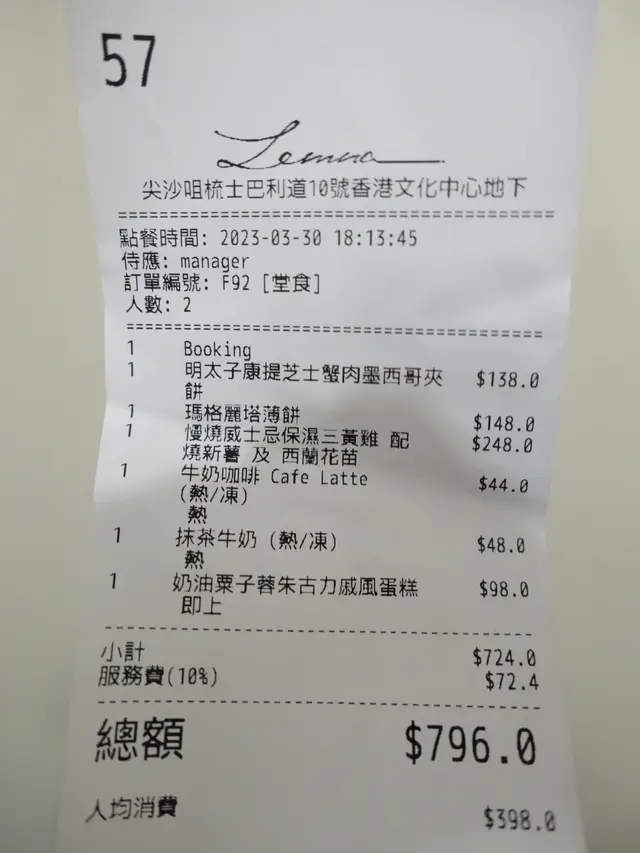 57
Lemna
尖沙咀梳士巴利道10號香港文化中心地下
================================================
點餐時間: 2023-03-30 18:13:45
侍應: manager
訂單編號: F92 [堂食]
人數: 2
================================================
1 Booking
1 明太子康提芝士蟹肉墨西哥夾 $138.0
餅
1 瑪格麗塔薄餅 $148.0
1 慢燒威士忌保濕三黃雞 配 $248.0
燒新薯 及 西蘭花苗
1 牛奶咖啡 Cafe Latte $44.0
(熱/凍)
熱
1 抹茶牛奶 (熱/凍) $48.0
熱
1 奶油粟子蓉朱古力戚風蛋糕 $98.0
即上
------------------------------------------------
小計 $724.0
服務費(10%) $72.4
------------------------------------------------
總額 $796.0
人均消費 $398.0